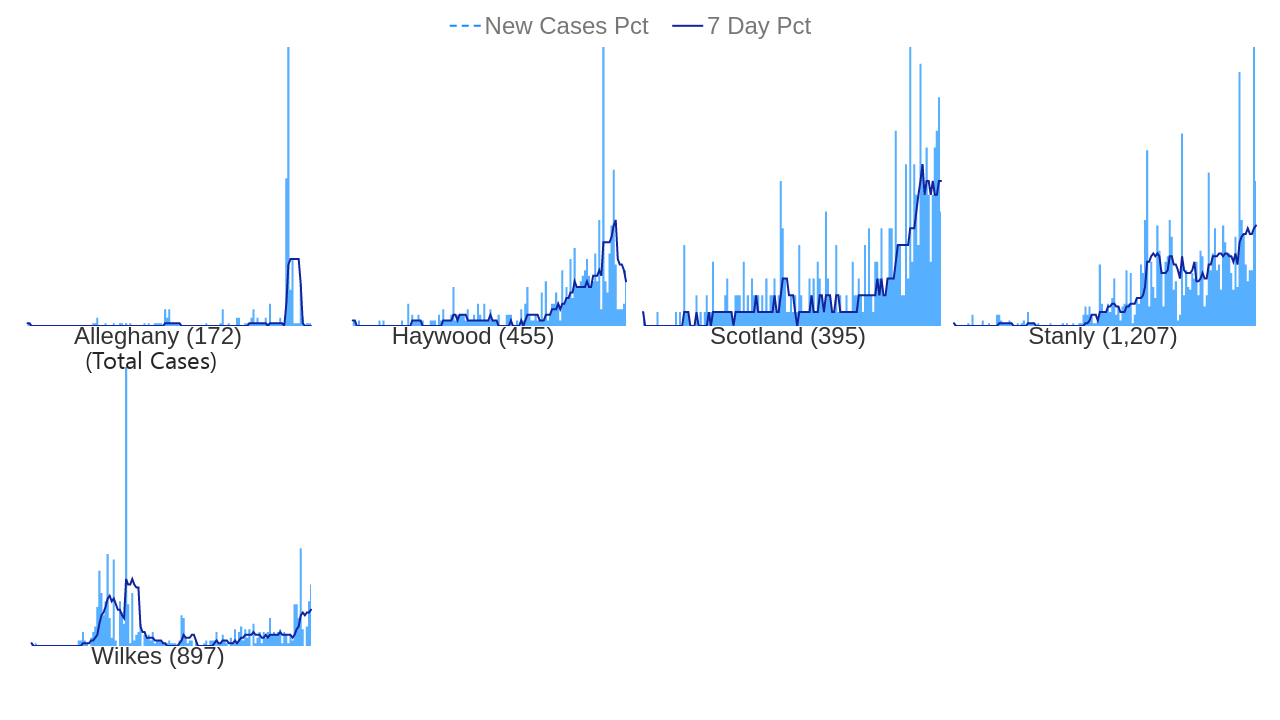 New Cases Pct 7 Day Pct
Alleghany (172) Haywood (455) Scotland (395) Stanly (1,207)
(Total Cases)
Wilkes (897)